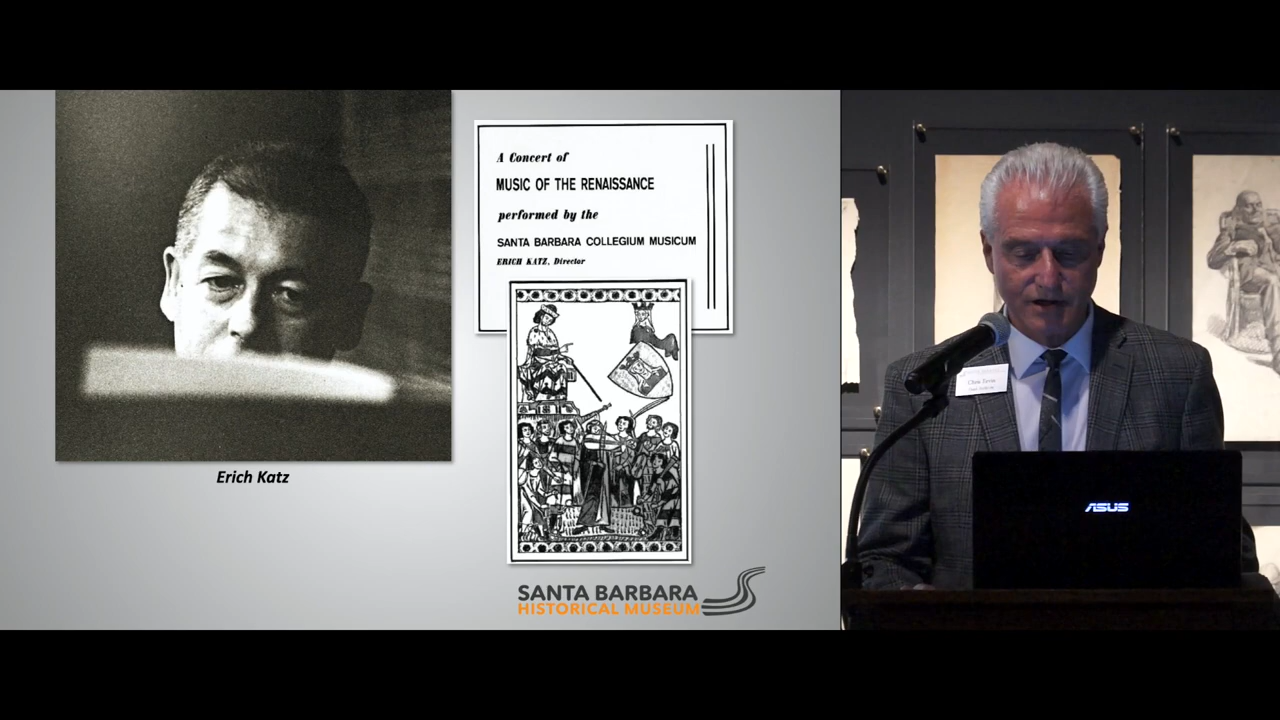 A Concert of
MUSIC OF THE RENAISSANCE
performed by the
SANTA BARBARA COLLEGIUM MUSICUM
ERICH KATZ, Director
Erich Katz
SANTA BARBARA
HISTORICAL MUSEUM
ASUS